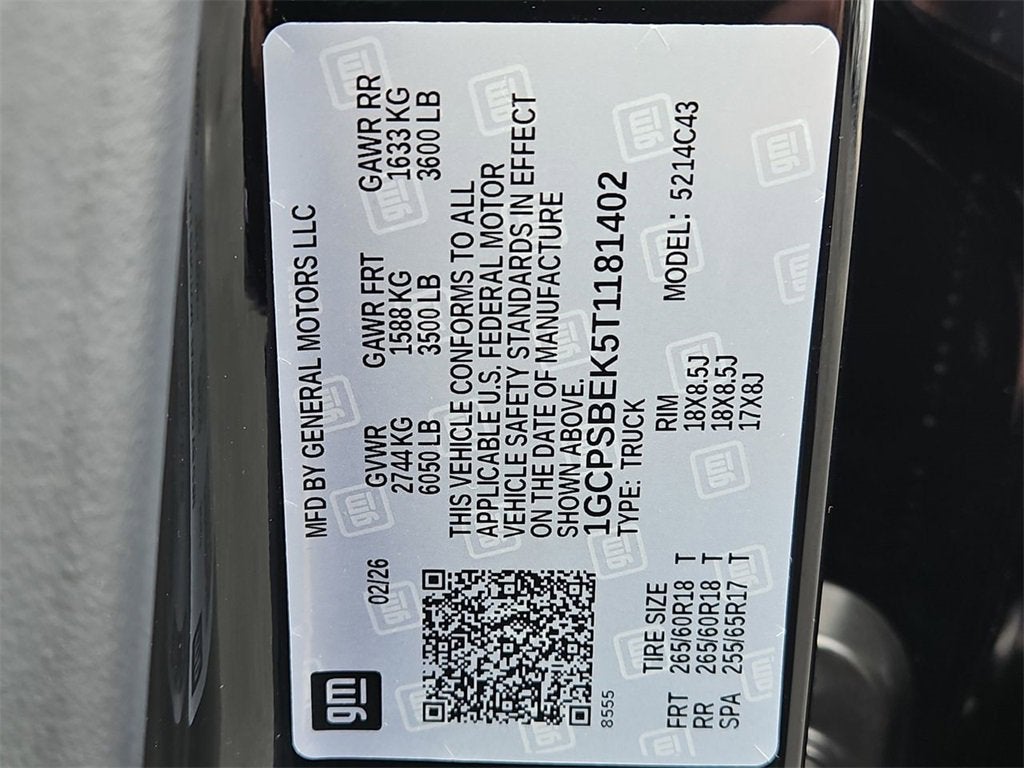 gm
MFD BY GENERAL MOTORS LLC
02/26
GVWR GAWR FRT GAWR RR
2744 KG 1588 KG 1633 KG
6050 LB 3500 LB 3600 LB
THIS VEHICLE CONFORMS TO ALL
APPLICABLE U.S. FEDERAL MOTOR
VEHICLE SAFETY STANDARDS IN EFFECT
ON THE DATE OF MANUFACTURE
SHOWN ABOVE.
1GCPSBEK5T1181402
8555
TYPE: TRUCK
MODEL: 5214C43
TIRE SIZE RIM
FRT 265/60R18 T 18X8.5J
RR 265/60R18 T 18X8.5J
SPA 255/65R17 T 17X8J